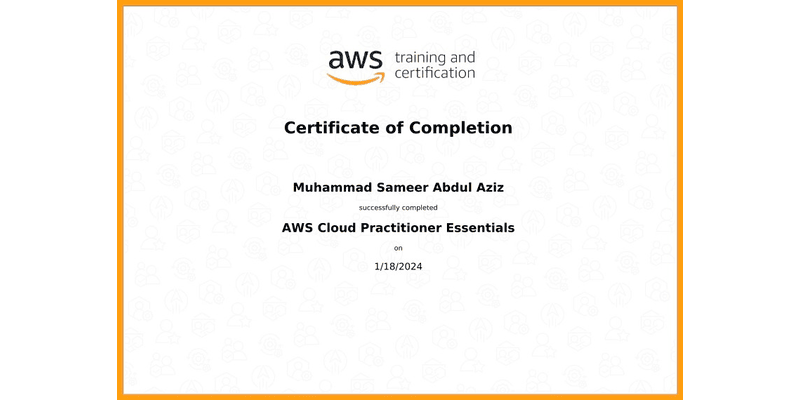 aws training and
certification
Certificate of Completion
Muhammad Sameer Abdul Aziz
successfully completed
AWS Cloud Practitioner Essentials
on
1/18/2024